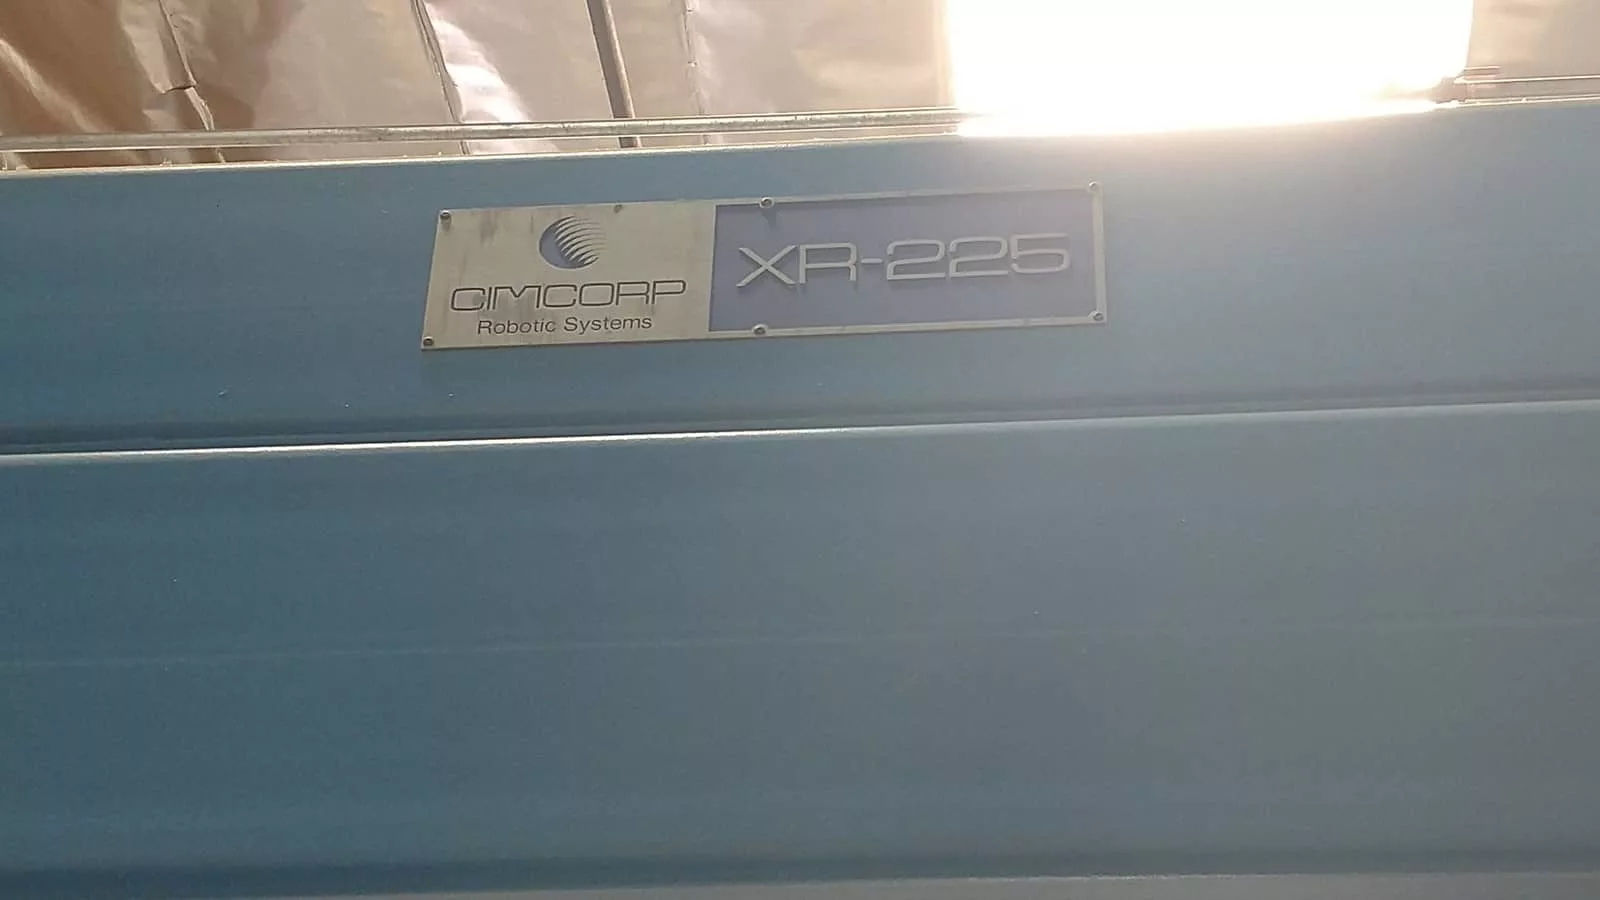 CIMCORP
Robotic Systems
XR-225